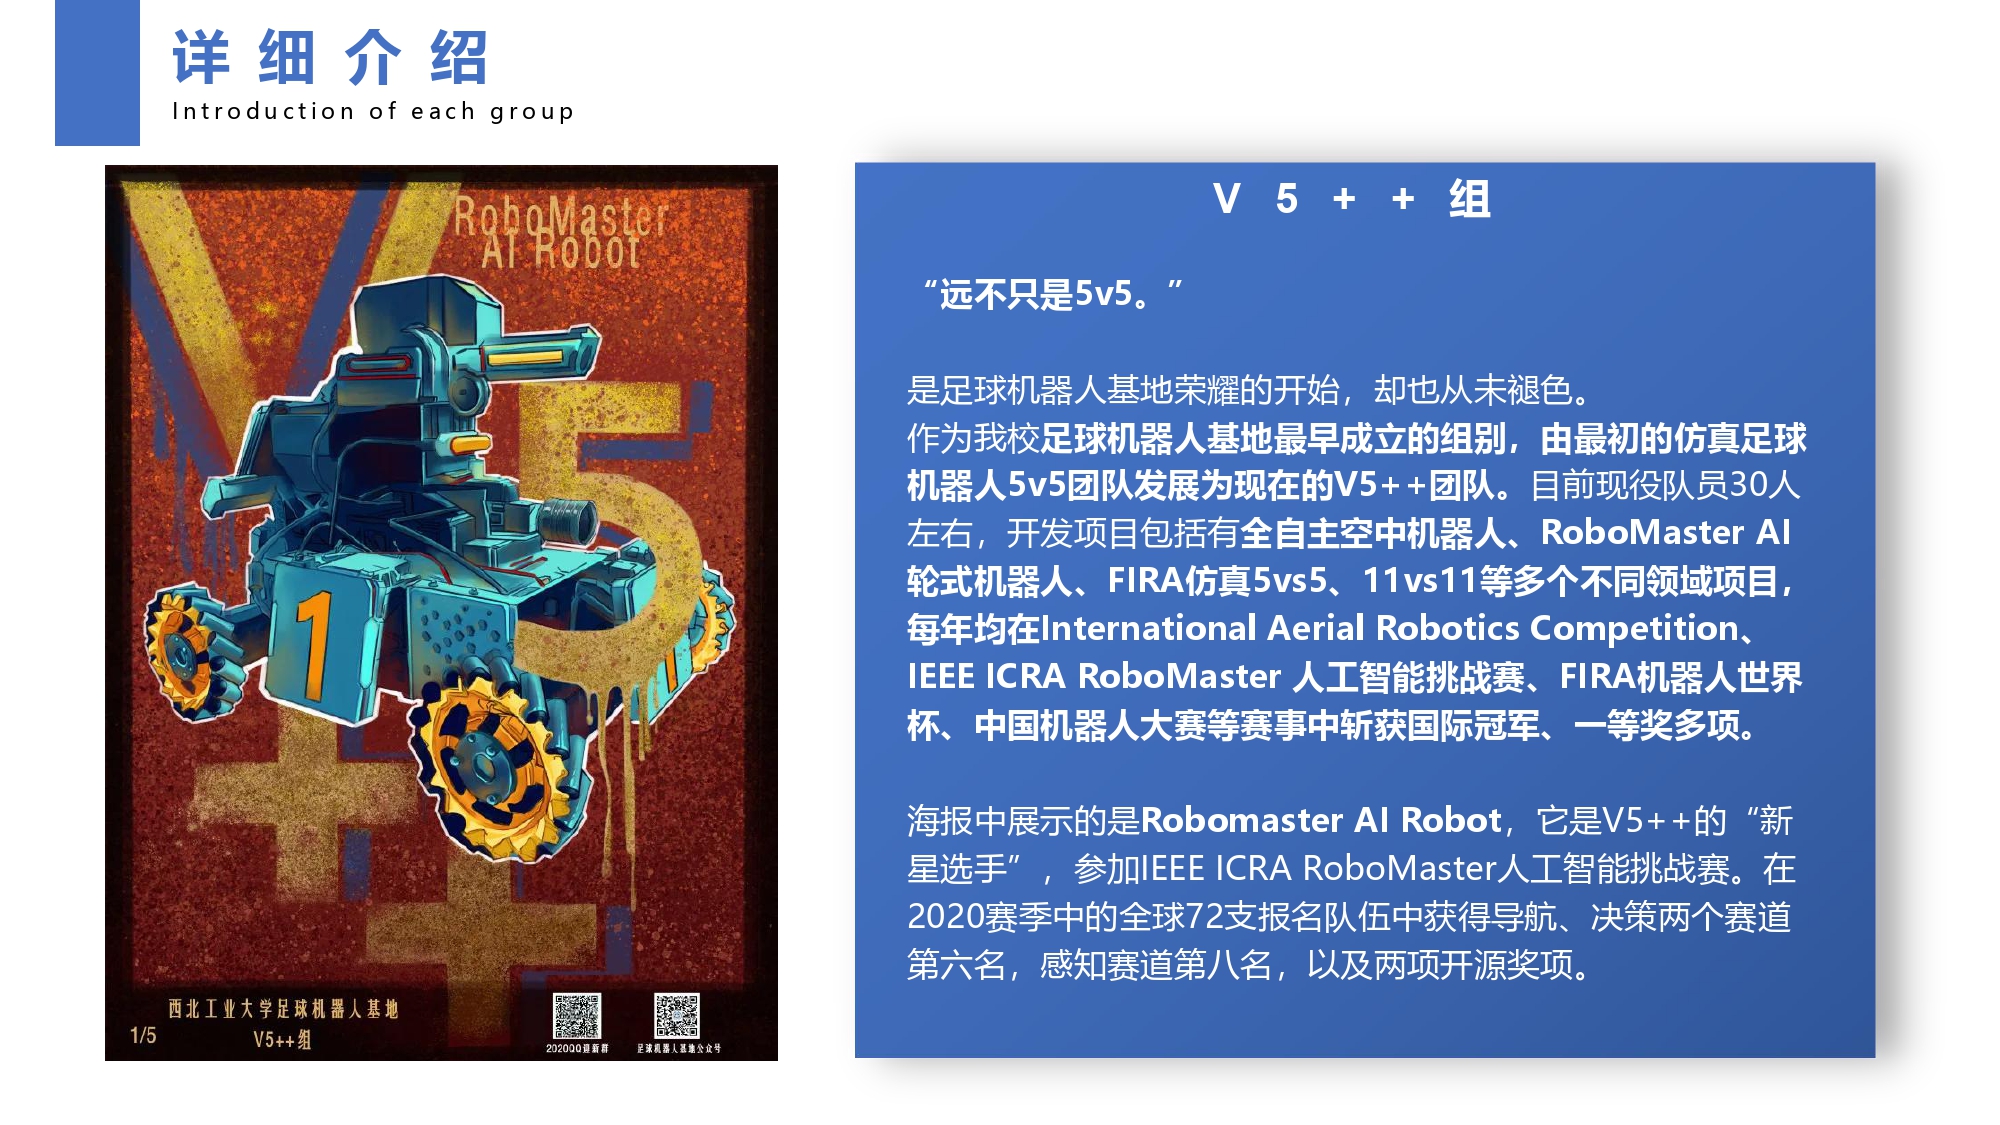 详细介绍
Introduction of each group
RoboMaster
AI Robot
V5
++
1
西北工业大学足球机器人基地
1/5
V5++组
2020QQ迎新群
足球机器人基地公众号
V5++组
“远不只是5v5。”
是足球机器人基地荣耀的开始，却也从未褪色。
作为我校足球机器人基地最早成立的组别，由最初的仿真足球
机器人5v5团队发展为现在的V5++团队。目前现役队员30人
左右，开发项目包括有全自主空中机器人、RoboMaster AI
轮式机器人、FIRA仿真5vs5、11vs11等多个不同领域项目，
每年均在International Aerial Robotics Competition、
IEEE ICRA RoboMaster 人工智能挑战赛、FIRA机器人世界
杯、中国机器人大赛等赛事中斩获国际冠军、一等奖多项。
海报中展示的是Robomaster AI Robot，它是V5++的“新
星选手”，参加IEEE ICRA RoboMaster人工智能挑战赛。在
2020赛季中的全球72支报名队伍中获得导航、决策两个赛道
第六名，感知赛道第八名，以及两项开源奖项。